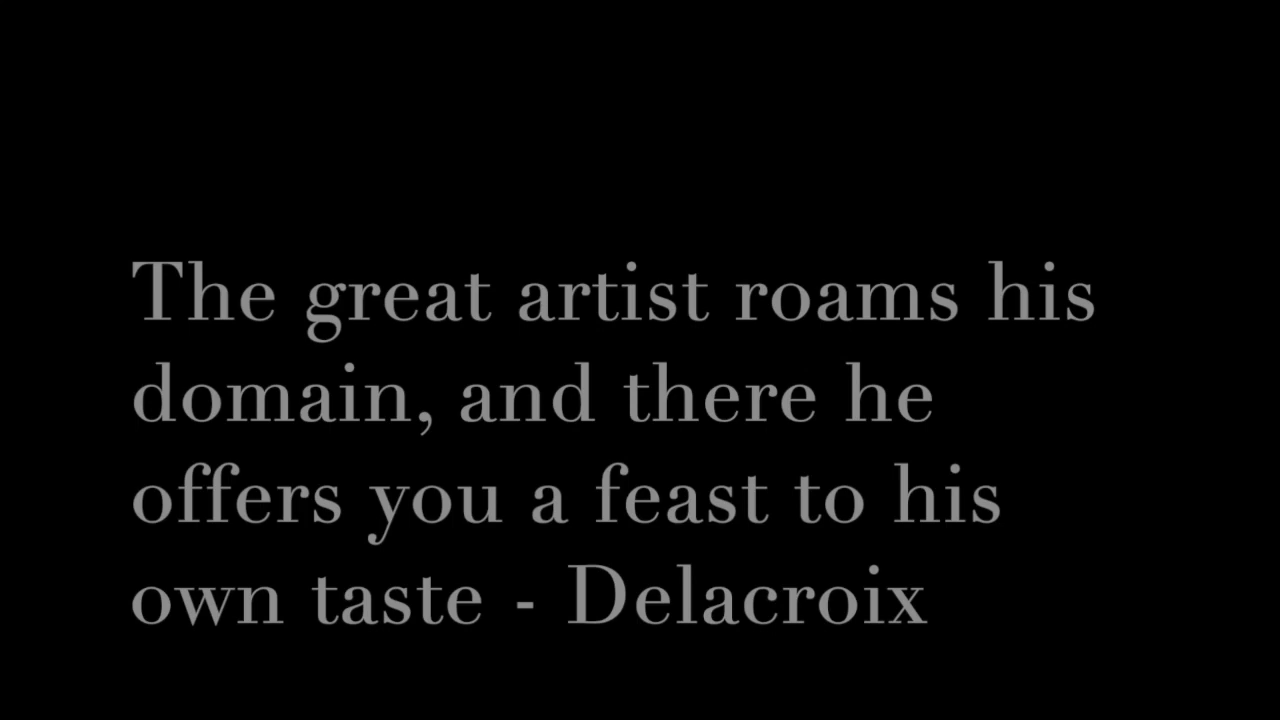 The great artist roams his
domain, and there he
offers you a feast to his
own taste - Delacroix